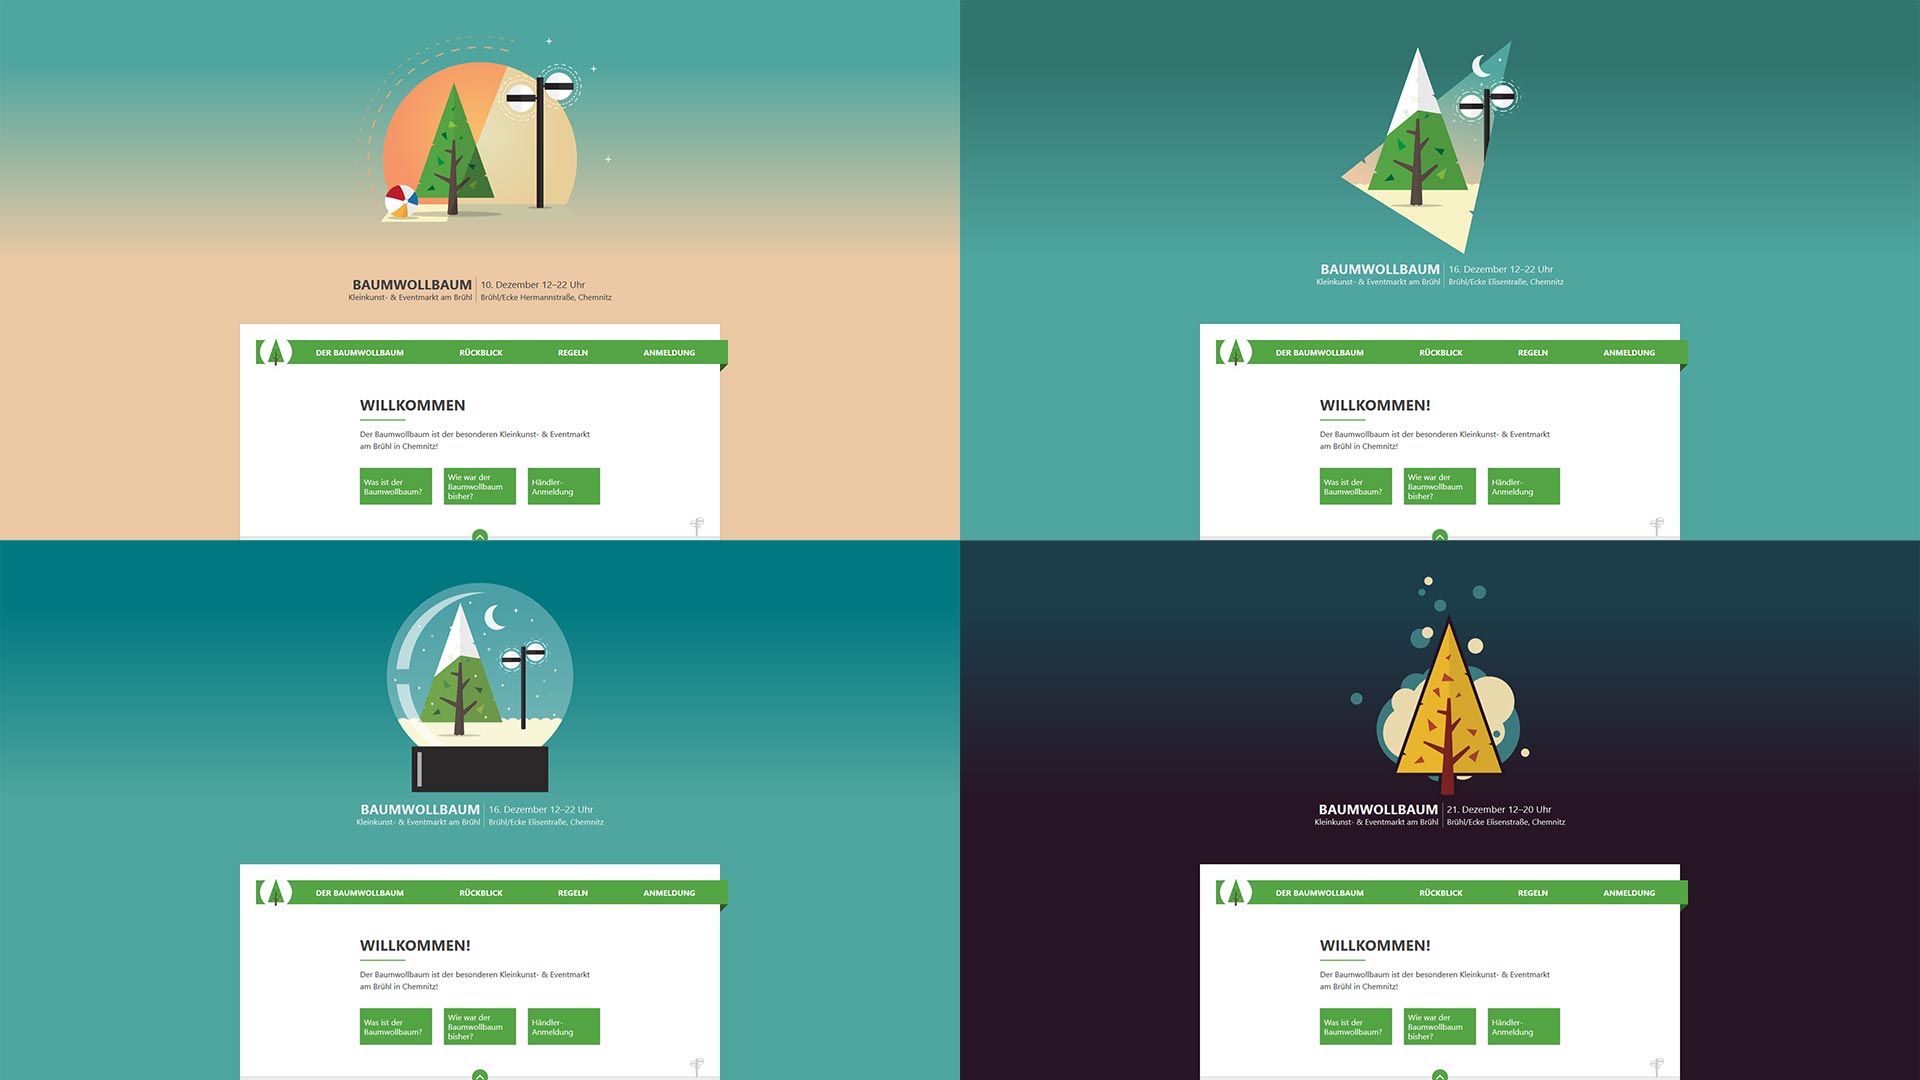 BAUMWOLLBAUM
Kleinkunst- & Eventmarkt am Brühl
10. Dezember 12–22 Uhr
Brühl/Ecke Hermannstraße, Chemnitz
DER BAUMWOLLBAUM RÜCKBLICK REGELN ANMELDUNG
WILLKOMMEN
Der Baumwollbaum ist der besonderen Kleinkunst- & Eventmarkt
am Brühl in Chemnitz!
Was ist der
Baumwollbaum?
Wie war der
Baumwollbaum
bisher?
Händler-
Anmeldung
BAUMWOLLBAUM
Kleinkunst- & Eventmarkt am Brühl
16. Dezember 12–22 Uhr
Brühl/Ecke Elisentraße, Chemnitz
DER BAUMWOLLBAUM RÜCKBLICK REGELN ANMELDUNG
WILLKOMMEN!
Der Baumwollbaum ist der besonderen Kleinkunst- & Eventmarkt
am Brühl in Chemnitz!
Was ist der
Baumwollbaum?
Wie war der
Baumwollbaum
bisher?
Händler-
Anmeldung
BAUMWOLLBAUM
Kleinkunst- & Eventmarkt am Brühl
16. Dezember 12–22 Uhr
Brühl/Ecke Elisentraße, Chemnitz
DER BAUMWOLLBAUM RÜCKBLICK REGELN ANMELDUNG
WILLKOMMEN!
Der Baumwollbaum ist der besonderen Kleinkunst- & Eventmarkt
am Brühl in Chemnitz!
Was ist der
Baumwollbaum?
Wie war der
Baumwollbaum
bisher?
Händler-
Anmeldung
BAUMWOLLBAUM
Kleinkunst- & Eventmarkt am Brühl
21. Dezember 12–20 Uhr
Brühl/Ecke Elisenstraße, Chemnitz
DER BAUMWOLLBAUM RÜCKBLICK REGELN ANMELDUNG
WILLKOMMEN!
Der Baumwollbaum ist der besonderen Kleinkunst- & Eventmarkt
am Brühl in Chemnitz!
Was ist der
Baumwollbaum?
Wie war der
Baumwollbaum
bisher?
Händler-
Anmeldung